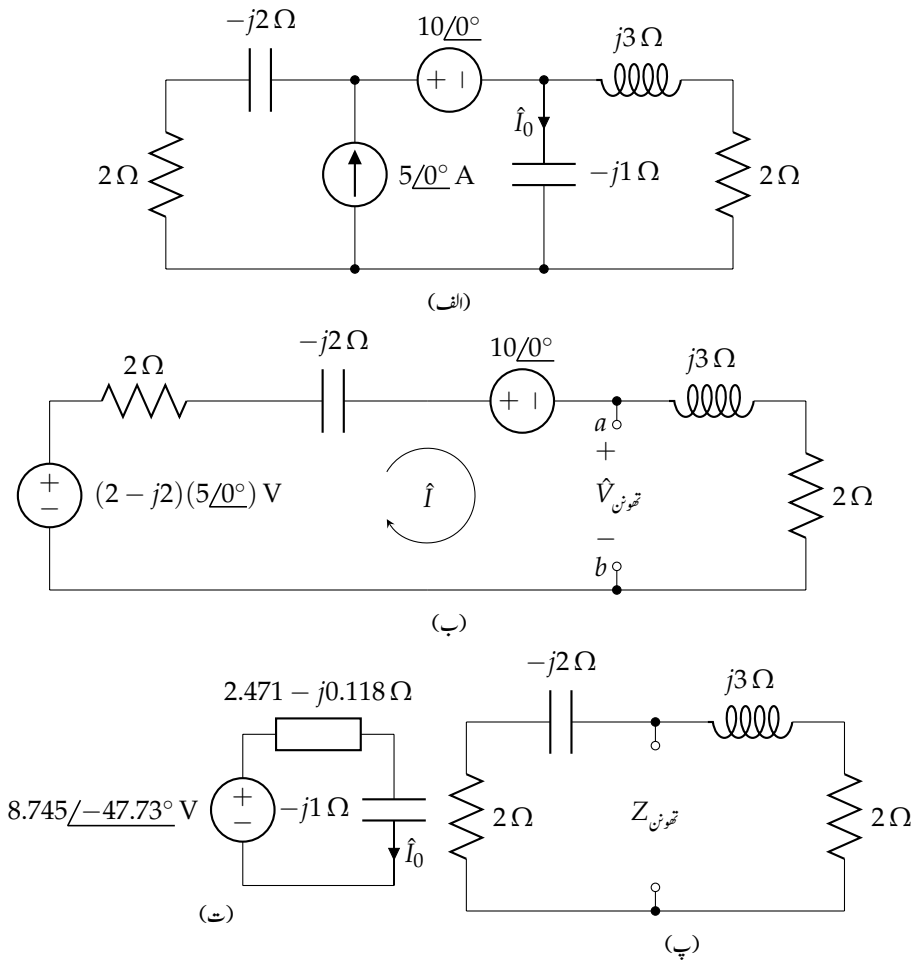 −j2 Ω
10/0°
j3 Ω
2 Ω
5/0° A
Î0
−j1 Ω
2 Ω
(الف)
2 Ω
−j2 Ω
10/0°
j3 Ω
(2 − j2)(5/0°) V
Î
a
+
V̂تھونن
−
b
2 Ω
(ب)
2.471 − j0.118 Ω
8.745/−47.73° V
−j1 Ω
Î0
(ت)
−j2 Ω
j3 Ω
2 Ω
Zتھونن
2 Ω
(پ)